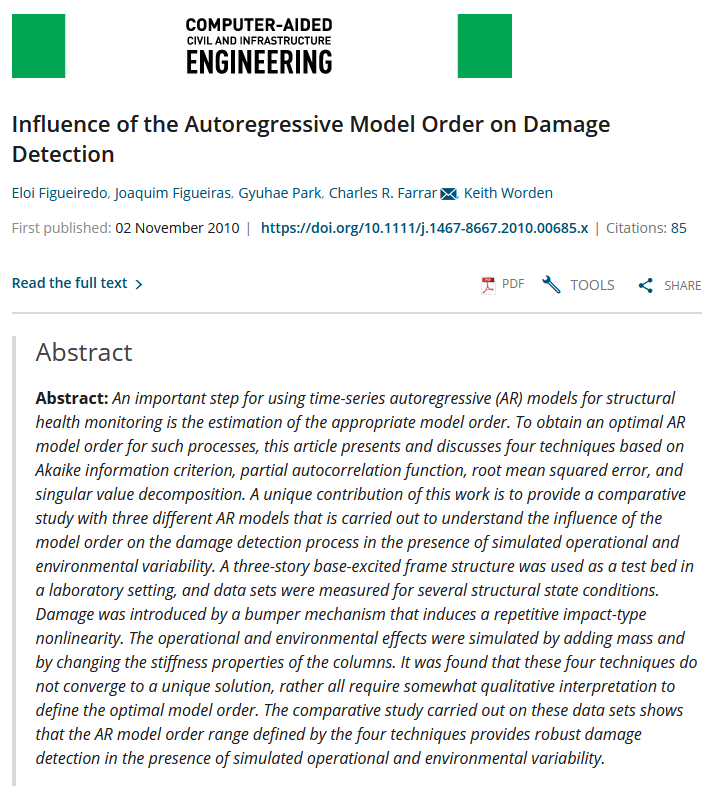 COMPUTER-AIDED
CIVIL AND INFRASTRUCTURE
ENGINEERING
Influence of the Autoregressive Model Order on Damage
Detection
Eloi Figueiredo, Joaquim Figueiras, Gyuhae Park, Charles R. Farrar, Keith Worden
First published: 02 November 2010 | https://doi.org/10.1111/j.1467-8667.2010.00685.x | Citations: 85
Read the full text >
PDF TOOLS SHARE
Abstract
Abstract: An important step for using time-series autoregressive (AR) models for structural
health monitoring is the estimation of the appropriate model order. To obtain an optimal AR
model order for such processes, this article presents and discusses four techniques based on
Akaike information criterion, partial autocorrelation function, root mean squared error, and
singular value decomposition. A unique contribution of this work is to provide a comparative
study with three different AR models that is carried out to understand the influence of the
model order on the damage detection process in the presence of simulated operational and
environmental variability. A three-story base-excited frame structure was used as a test bed in
a laboratory setting, and data sets were measured for several structural state conditions.
Damage was introduced by a bumper mechanism that induces a repetitive impact-type
nonlinearity. The operational and environmental effects were simulated by adding mass and
by changing the stiffness properties of the columns. It was found that these four techniques do
not converge to a unique solution, rather all require somewhat qualitative interpretation to
define the optimal model order. The comparative study carried out on these data sets shows
that the AR model order range defined by the four techniques provides robust damage
detection in the presence of simulated operational and environmental variability.